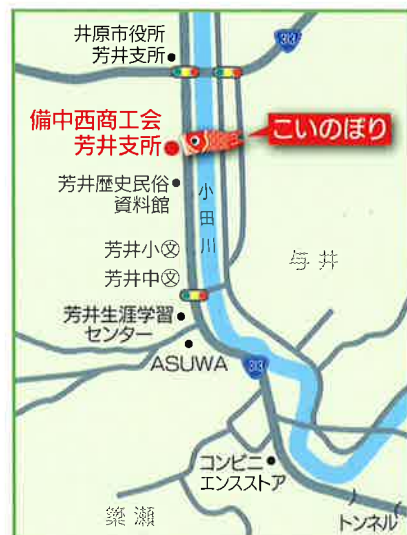 井原市役所
芳井支所
313
備中西商工会
芳井支所
こいのぼり
芳井歴史民俗
資料館
小田川
芳井小文
芳井中文
与井
芳井生涯学習
センター
ASUWA
313
コンビニ
エンスストア
簗瀬
トンネル